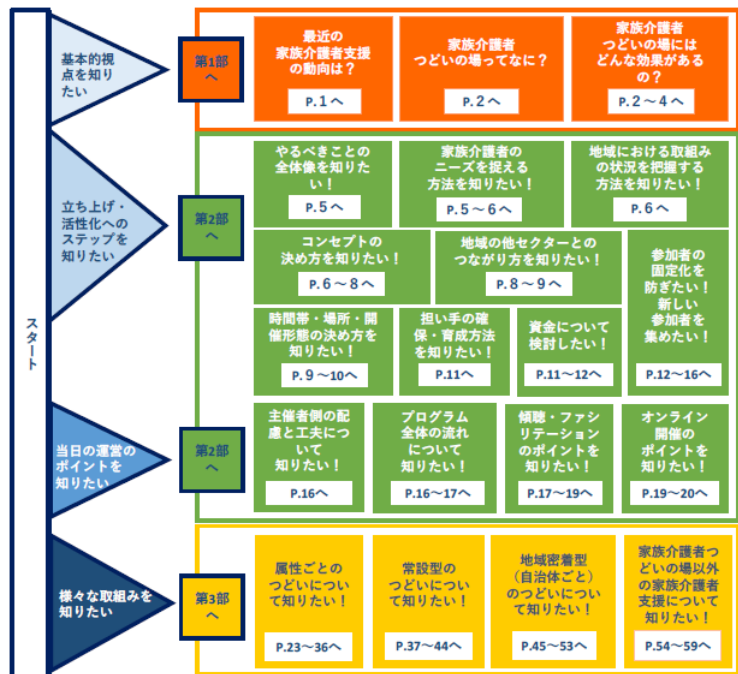 スタート
基本的視
点を知り
たい
第1部
へ
最近の
家族介護者支援
の動向は？
P.１へ
家族介護者
つどいの場ってなに？
P.２へ
家族介護者
つどいの場には
どんな効果がある
の？
P.２～４へ
立ち上げ・
活性化への
ステップを
知りたい
第2部
へ
やるべきことの
全体像を知りた
い！
P.５へ
家族介護者の
ニーズを捉える
方法を知りたい！
P.５～６へ
地域における取組み
の状況を把握する
方法を知りたい！
P.６へ
コンセプトの
決め方を知りたい！
P.６～８へ
地域の他セクターとの
つながり方を知りたい！
P.８～９へ
参加者の
固定化を
防ぎたい！
新しい
参加者を
集めたい！
P.12～16へ
時間帯・場所・開
催形態の決め方を
知りたい！
P.９～10へ
担い手の確
保・育成方法
を知りたい！
P.11へ
資金について
検討したい！
P.11～12へ
当日の運営の
ポイントを
知りたい
第2部
へ
主催者側の配
慮と工夫につ
いて
知りたい！
P.16へ
プログラム
全体の流れ
について
知りたい！
P.16～17へ
傾聴・ファシ
リテーション
のポイントを
知りたい！
P.17～19へ
オンライン
開催の
ポイントを
知りたい！
P.19～20へ
様々な取組みを
知りたい
第3部
へ
属性ごとの
つどいについ
て知りたい！
P.23～36へ
常設型の
つどいについ
て知りたい！
P.37～44へ
地域密着型
（自治体ごと）
のつどいについ
て知りたい！
P.45～53へ
家族介護者つ
どいの場以外
の家族介護者
支援について
知りたい！
P.54～59へ